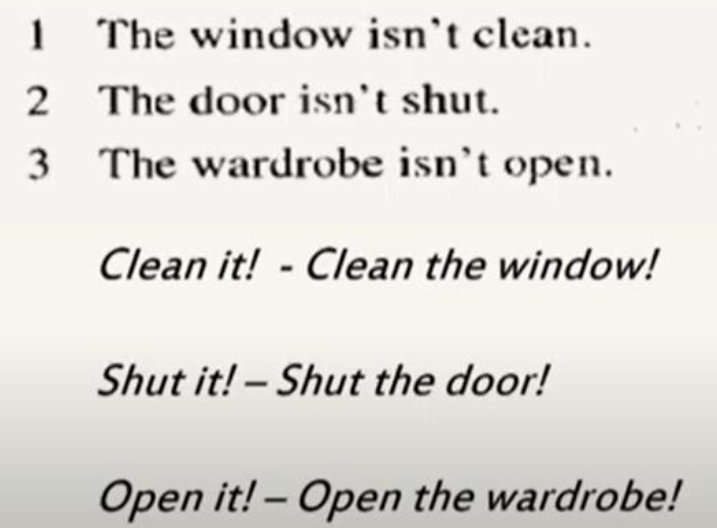 1 The window isn't clean.
2 The door isn't shut.
3 The wardrobe isn't open.
Clean it! - Clean the window!
Shut it! – Shut the door!
Open it! – Open the wardrobe!